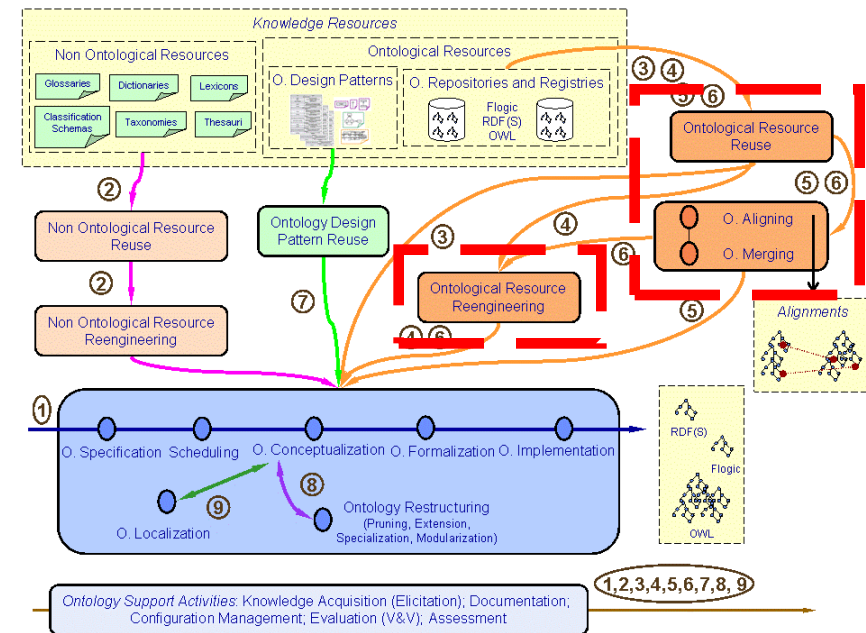 Knowledge Resources
Non Ontological Resources
Glossaries
Dictionaries
Lexicons
Classification
Schemas
Taxonomies
Thesauri
Ontological Resources
O. Design Patterns
O. Repositories and Registries
Flogic
RDF(S)
OWL
3 4
5 6
Ontological Resource
Reuse
5 6
O. Aligning
O. Merging
2
Non Ontological Resource
Reuse
Ontology Design
Pattern Reuse
3
4
6
2
7
Ontological Resource
Reengineering
5
Non Ontological Resource
Reengineering
4 6
Alignments
1
O. Specification
Scheduling
O. Conceptualization
O. Formalization
O. Implementation
RDF(S)
Flogic
OWL
9
8
O. Localization
Ontology Restructuring
(Pruning, Extension,
Specialization, Modularization)
1,2,3,4,5,6,7,8, 9
Ontology Support Activities: Knowledge Acquisition (Elicitation); Documentation;
Configuration Management; Evaluation (V&V); Assessment